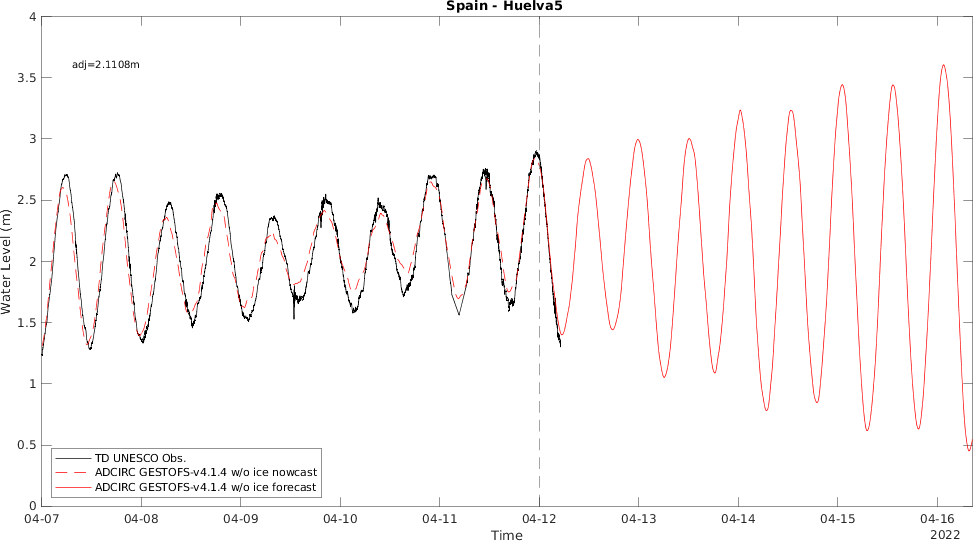 Spain - Huelva5
4
adj=2.1108m
3.5
3
2.5
2
1.5
1
0.5
0
Water Level (m)
TD UNESCO Obs.
ADCIRC GESTOFS-v4.1.4 w/o ice nowcast
ADCIRC GESTOFS-v4.1.4 w/o ice forecast
04-07 04-08 04-09 04-10 04-11 04-12 04-13 04-14 04-15 04-16
Time
2022